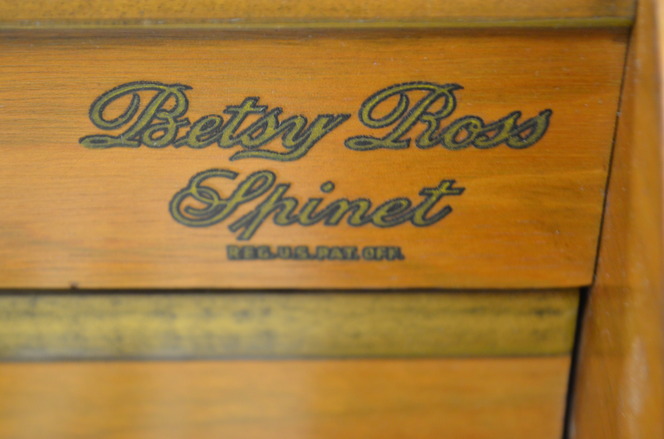 Betsy Ross
Spinet
REG. U.S. PAT. OFF.